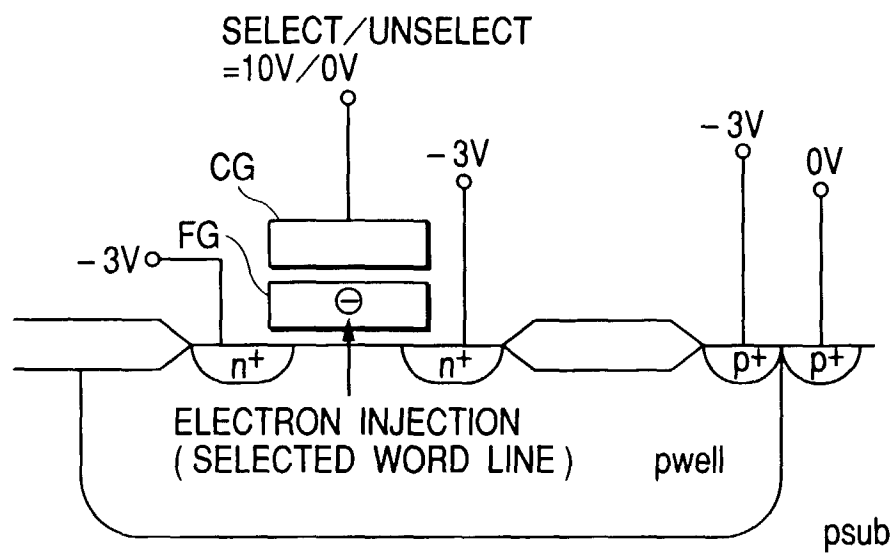 SELECT/UNSELECT
=10V/0V
CG
FG
-3V
-3V
-3V
0V
⊖
n+
n+
p+
p+
ELECTRON INJECTION
(SELECTED WORD LINE)
pwell
psub